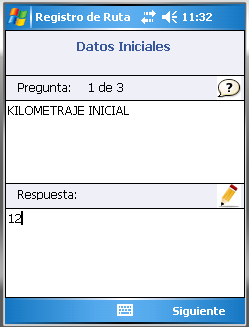 Registro de Ruta 11:32
Datos Iniciales
Pregunta: 1 de 3
?
KILOMETRAJE INICIAL
Respuesta:
12
Siguiente